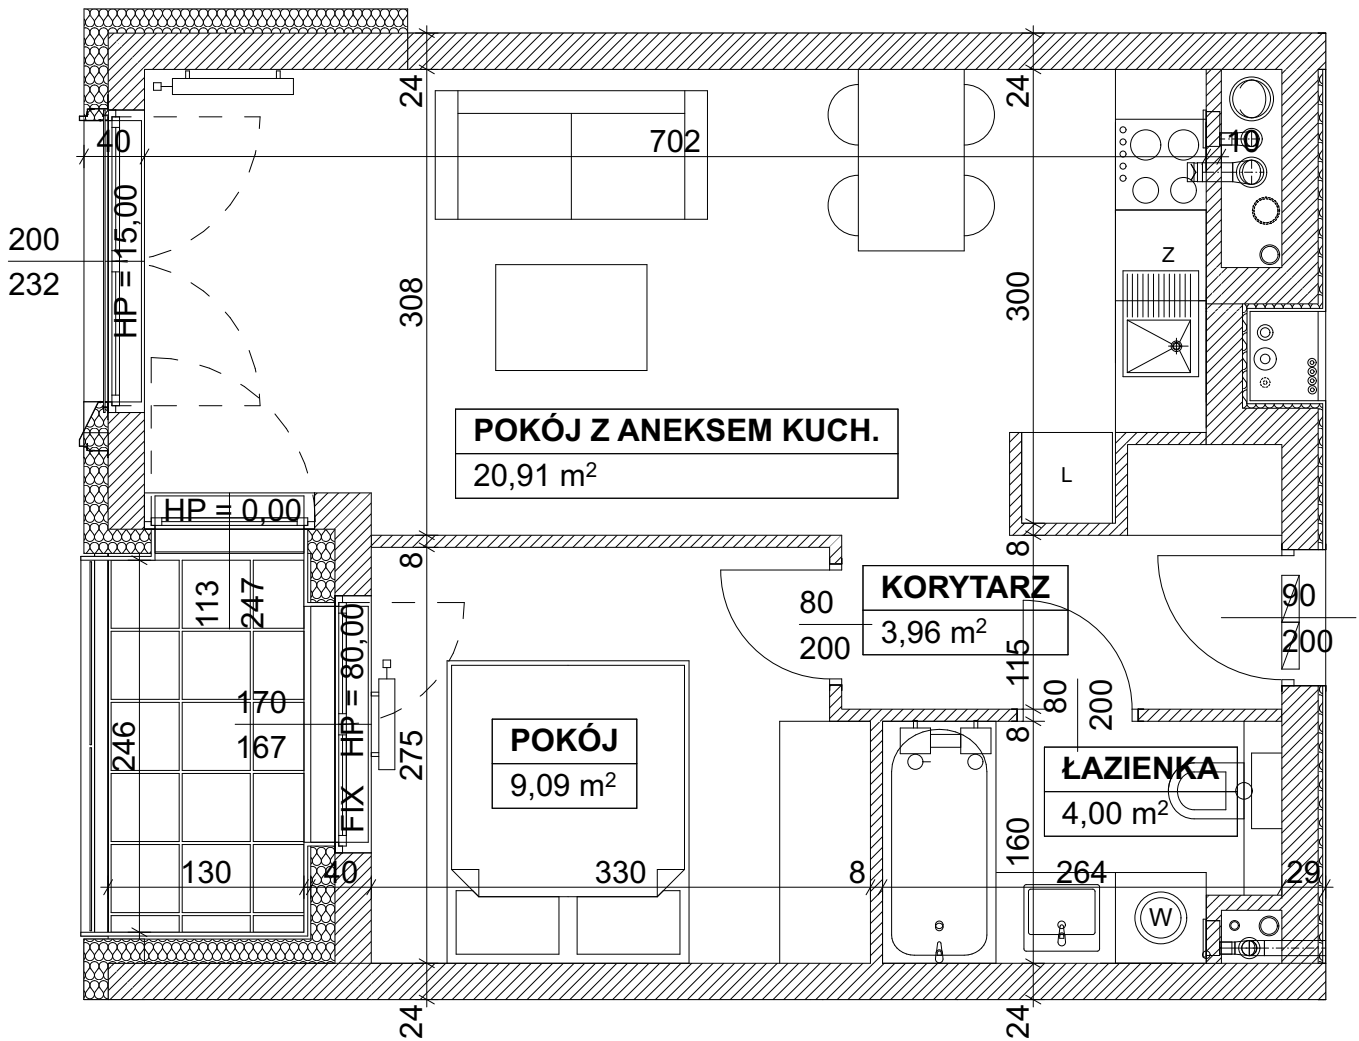 24
24
40
702
10
200
232
HP = 15,00
308
300
Z
POKÓJ Z ANEKSEM KUCH.
20,91 m²
L
HP = 0,00
8
8
113
247
80
200
KORYTARZ
3,96 m²
90
200
115
80
200
170
167
FIX HP = 80,00
246
275
POKÓJ
9,09 m²
8
ŁAZIENKA
4,00 m²
160
130
40
330
8
264
29
W
24
24